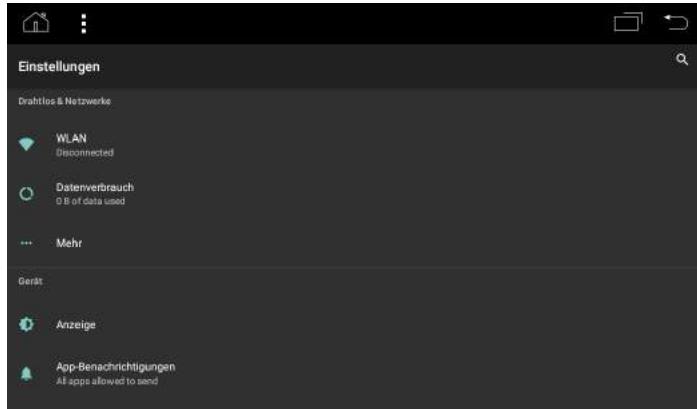 Einstellungen
Drahtlos & Netzwerke
WLAN
Disconnected
Datenverbrauch
0 B of data used
Mehr
Gerät
Anzeige
App-Benachrichtigungen
All apps allowed to send